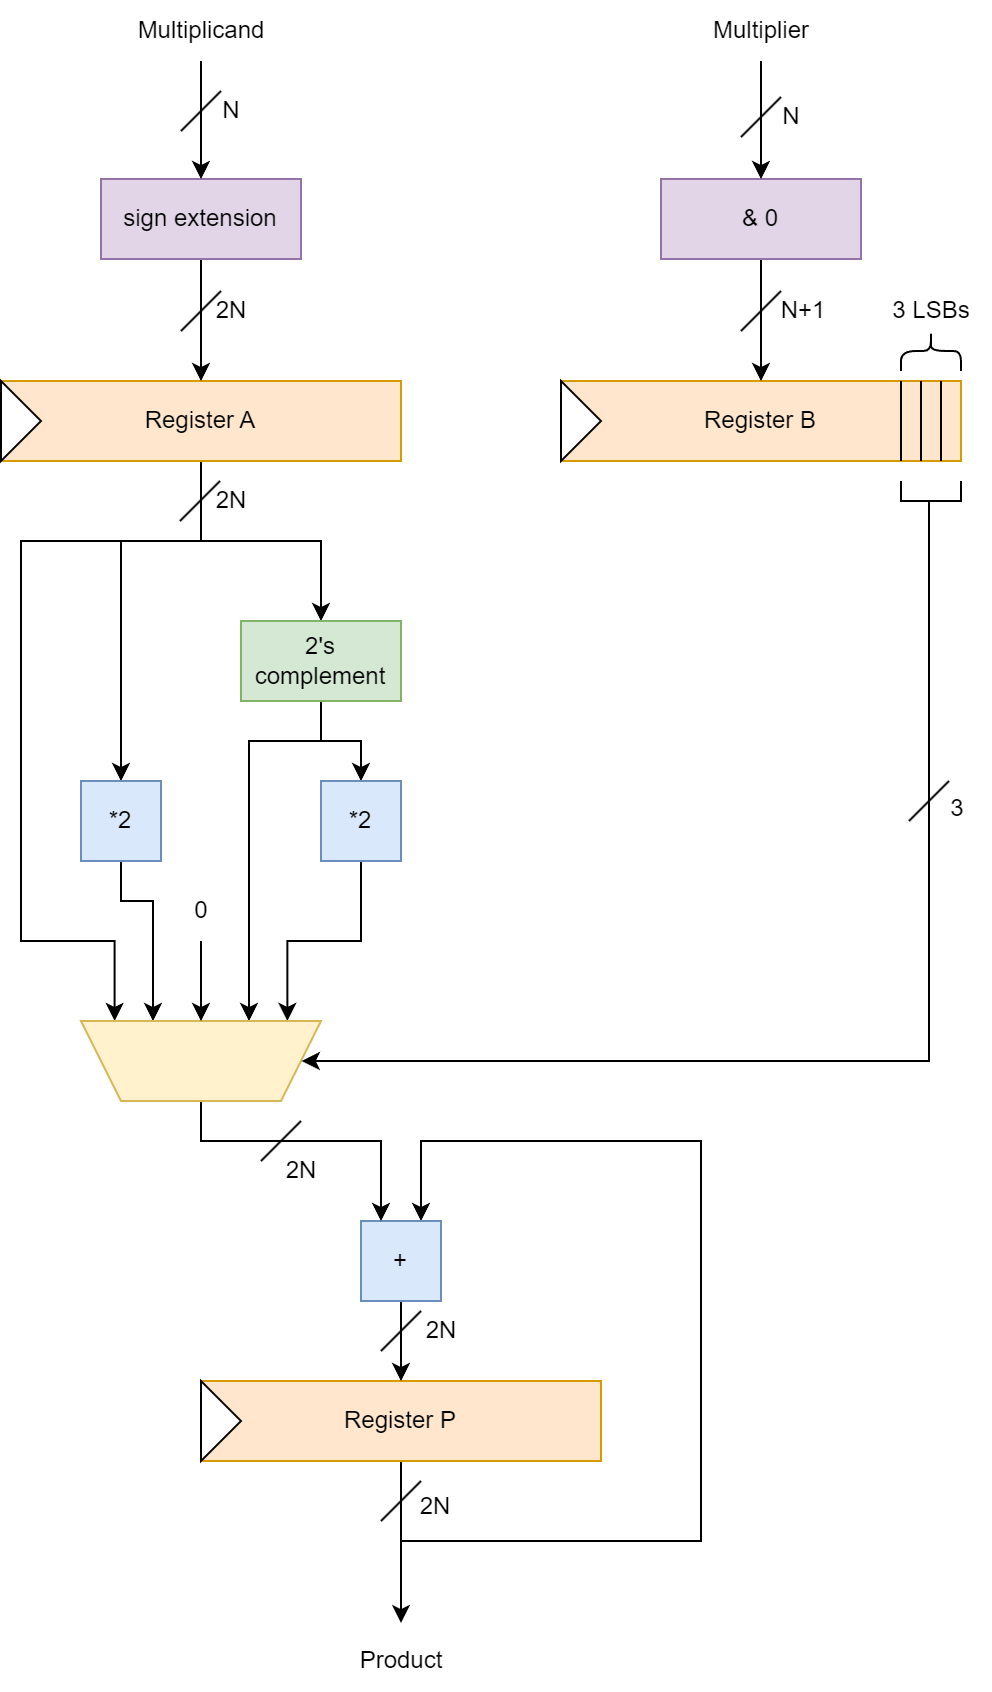 Multiplicand
Multiplier
N
N
sign extension
& 0
2N
N+1
3 LSBs
Register A
Register B
2N
2's
complement
*2
*2
3
0
2N
+
2N
Register P
2N
Product